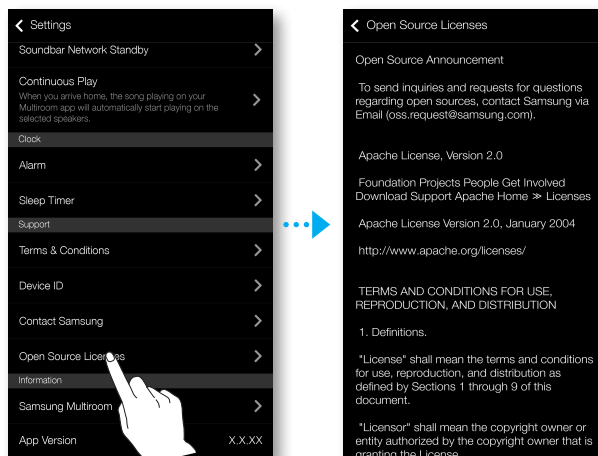 Settings
Soundbar Network Standby
Continuous Play
When you arrive home, the song playing on your
Multiroom app will automatically start playing on the
selected speakers.
Clock
Alarm
Sleep Timer
Support
Terms & Conditions
Device ID
Contact Samsung
Open Source Licenses
Information
Samsung Multiroom
App Version X.X.XX
Open Source Licenses
Open Source Announcement
To send inquiries and requests for questions
regarding open sources, contact Samsung via
Email (oss.request@samsung.com).
Apache License, Version 2.0
Foundation Projects People Get Involved
Download Support Apache Home ≫ Licenses
Apache License Version 2.0, January 2004
http://www.apache.org/licenses/
TERMS AND CONDITIONS FOR USE,
REPRODUCTION, AND DISTRIBUTION
1. Definitions.
"License" shall mean the terms and conditions
for use, reproduction, and distribution as
defined by Sections 1 through 9 of this
document.
"Licensor" shall mean the copyright owner or
entity authorized by the copyright owner that is
granting the License.